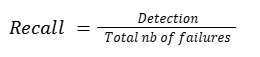 Recall = Detection / Total nb of failures